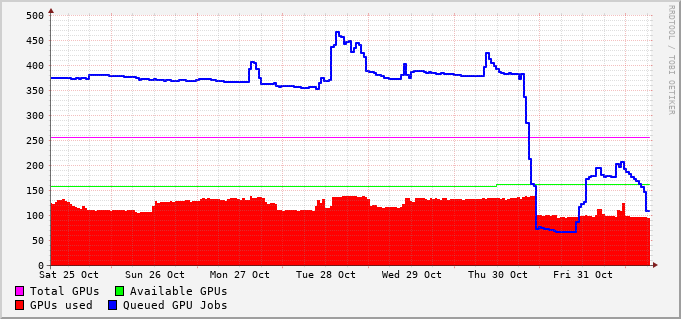 500
450
400
350
300
250
200
150
100
50
0
Sat 25 Oct Sun 26 Oct Mon 27 Oct Tue 28 Oct Wed 29 Oct Thu 30 Oct Fri 31 Oct
Total GPUs Available GPUs
GPUs used Queued GPU Jobs
RRDTOOL / TOBI OETIKER